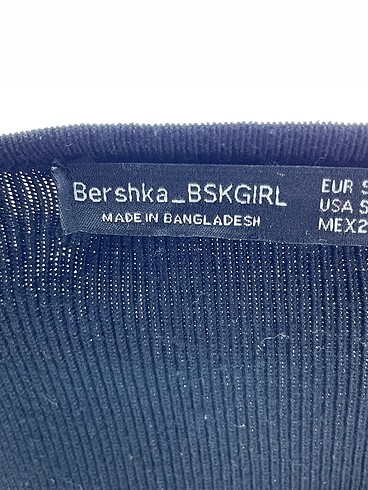 Bershka_BSKGIRL
MADE IN BANGLADESH
EUR S
USA S
MEX2